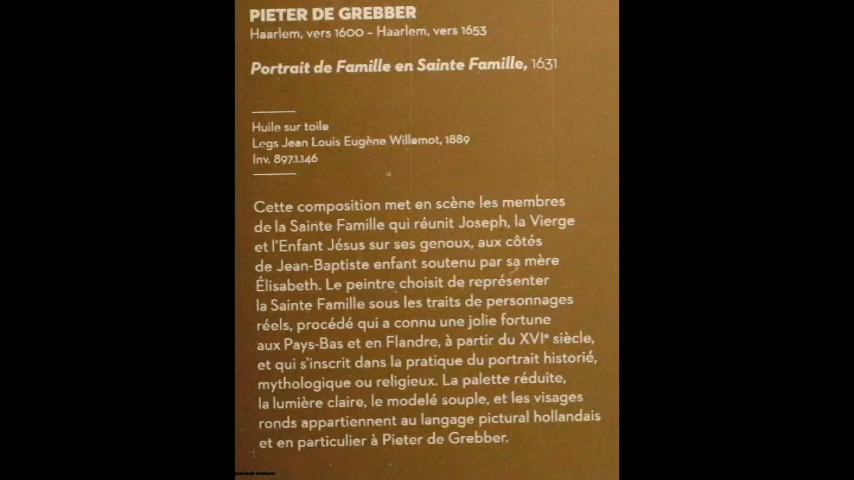 PIETER DE GREBBER
Haarlem, vers 1600 – Haarlem, vers 1653
Portrait de Famille en Sainte Famille, 1631
Huile sur toile
Legs Jean Louis Eugène Willemot, 1889
Inv. 897.1.146
Cette composition met en scène les membres
de la Sainte Famille qui réunit Joseph, la Vierge
et l'Enfant Jésus sur ses genoux, aux côtés
de Jean-Baptiste enfant soutenu par sa mère
Élisabeth. Le peintre choisit de représenter
la Sainte Famille sous les traits de personnages
réels, procédé qui a connu une jolie fortune
aux Pays-Bas et en Flandre, à partir du XVIe siècle,
et qui s'inscrit dans la pratique du portrait historié,
mythologique ou religieux. La palette réduite,
la lumière claire, le modelé souple, et les visages
ronds appartiennent au langage pictural hollandais
et en particulier à Pieter de Grebber.